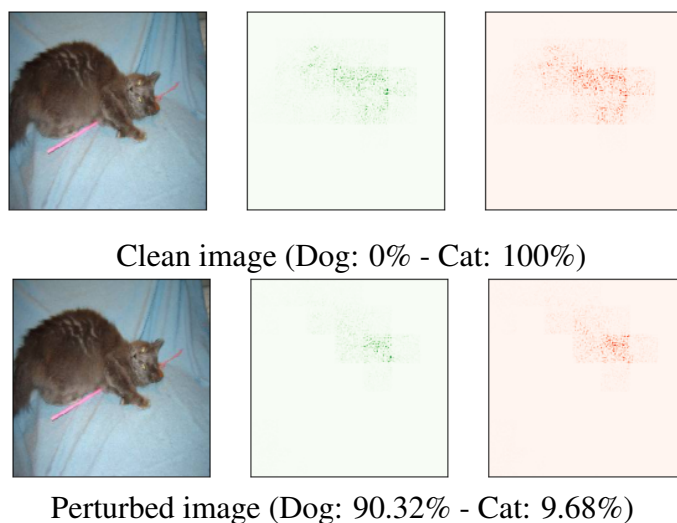 Clean image (Dog: 0% - Cat: 100%)
Perturbed image (Dog: 90.32% - Cat: 9.68%)